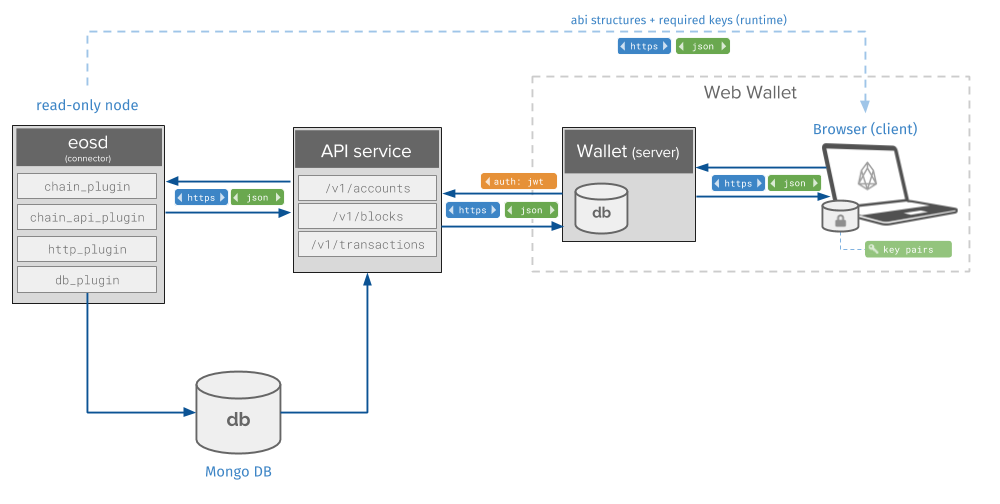 abi structures + required keys (runtime)
https json
read-only node
eosd
(connector)
chain_plugin
chain_api_plugin
http_plugin
db_plugin
https json
API service
/v1/accounts
/v1/blocks
/v1/transactions
auth: jwt
https json
Web Wallet
Wallet (server)
db
https json
Browser (client)
key pairs
db
Mongo DB